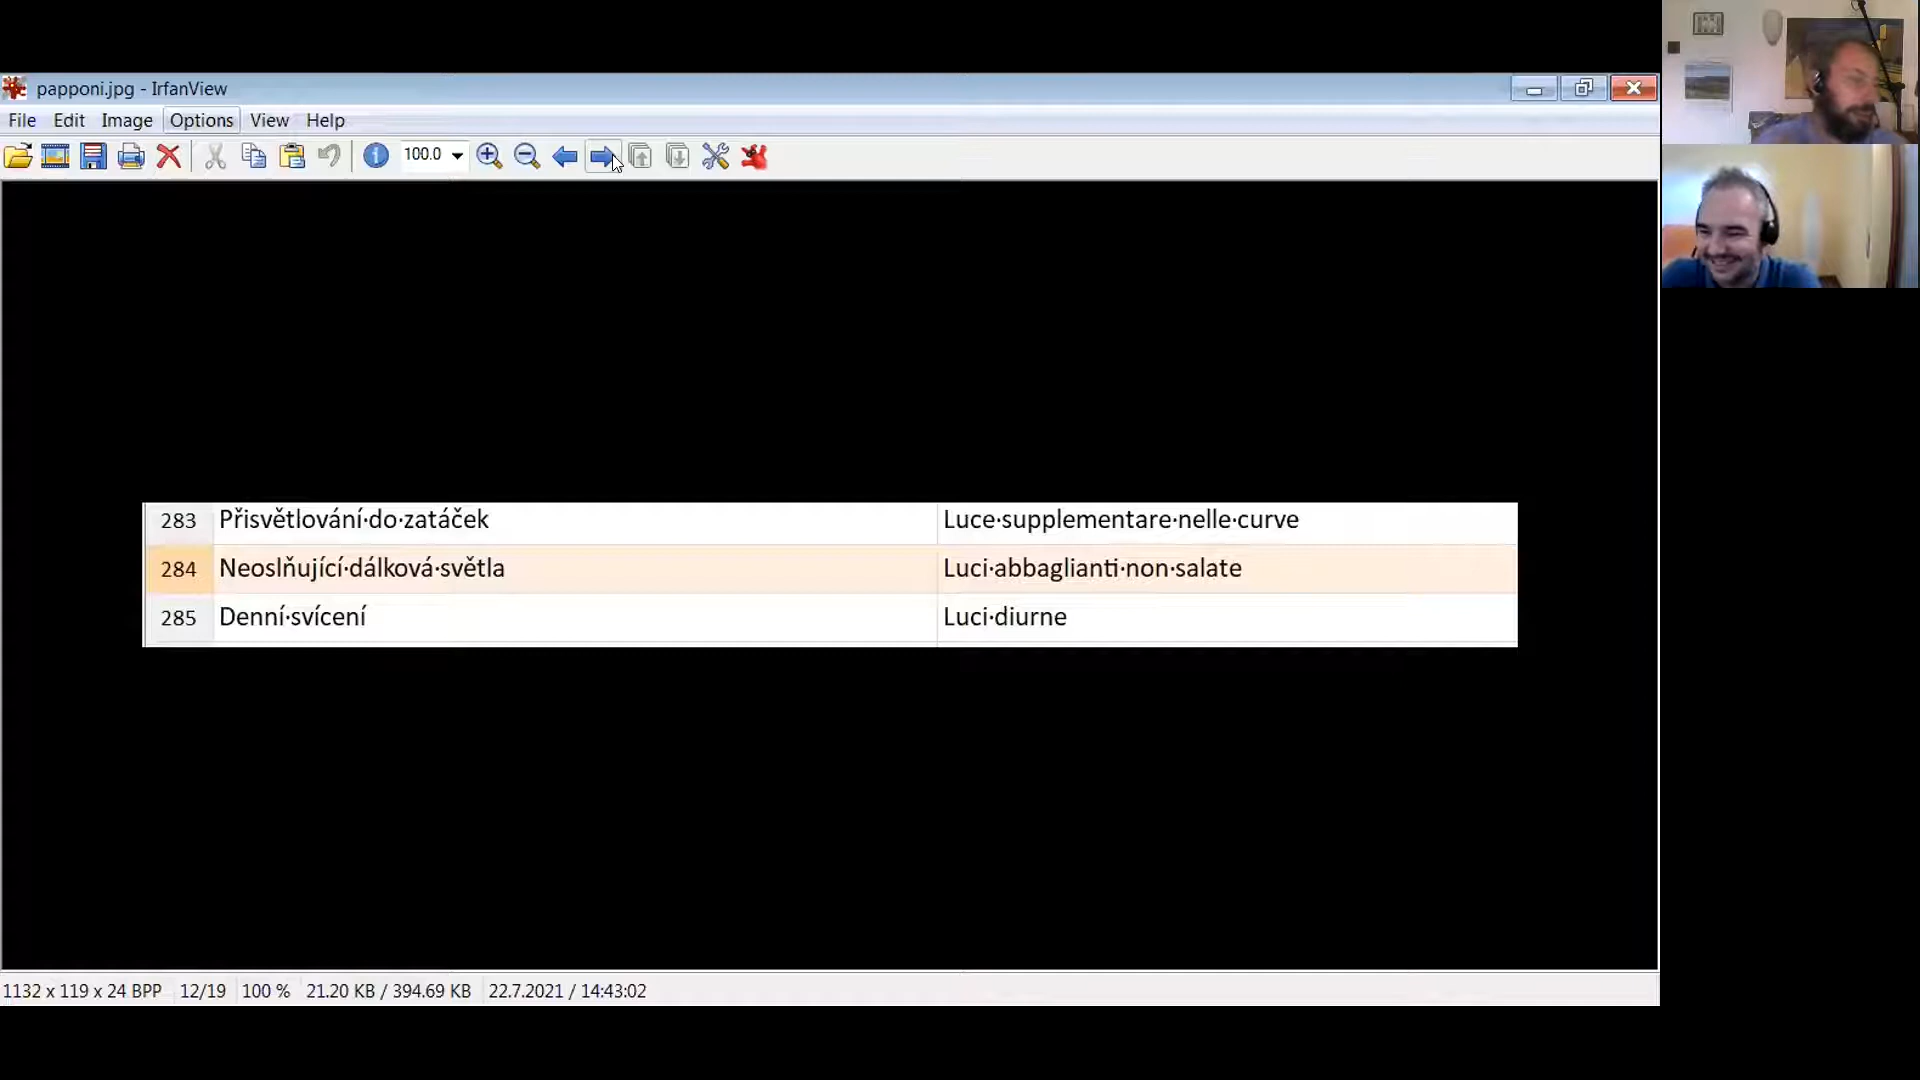 papponi.jpg - IrfanView
File Edit Image Options View Help
100.0
283 Přisvětlování·do·zatáček Luce·supplementare·nelle·curve
284 Neoslňující·dálková·světla Luci·abbaglianti·non·salate
285 Denní·svícení Luci·diurne
1132 x 119 x 24 BPP 12/19 100 % 21.20 KB / 394.69 KB 22.7.2021 / 14:43:02